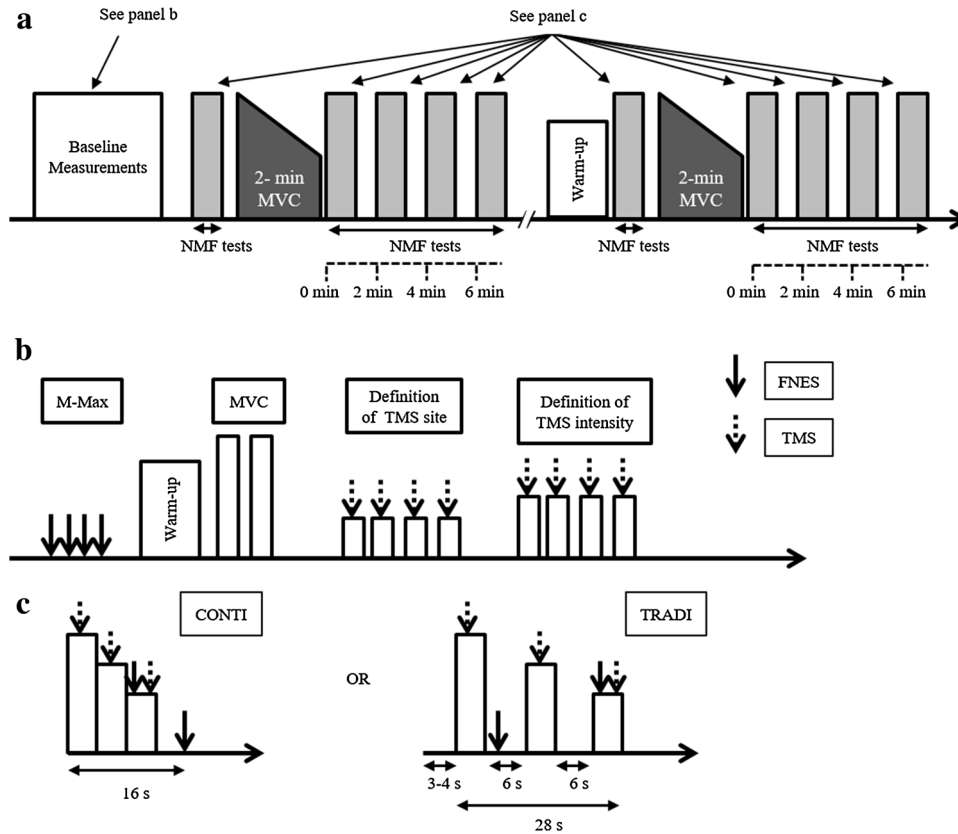 a
See panel b
See panel c
Baseline
Measurements
2- min
MVC
Warm-up
2-min
MVC
NMF tests
NMF tests
NMF tests
NMF tests
0 min
2 min
4 min
6 min
0 min
2 min
4 min
6 min
b
M-Max
Warm-up
MVC
Definition
of TMS site
Definition of
TMS intensity
FNES
TMS
c
CONTI
16 s
OR
TRADI
3-4 s
6 s
6 s
28 s